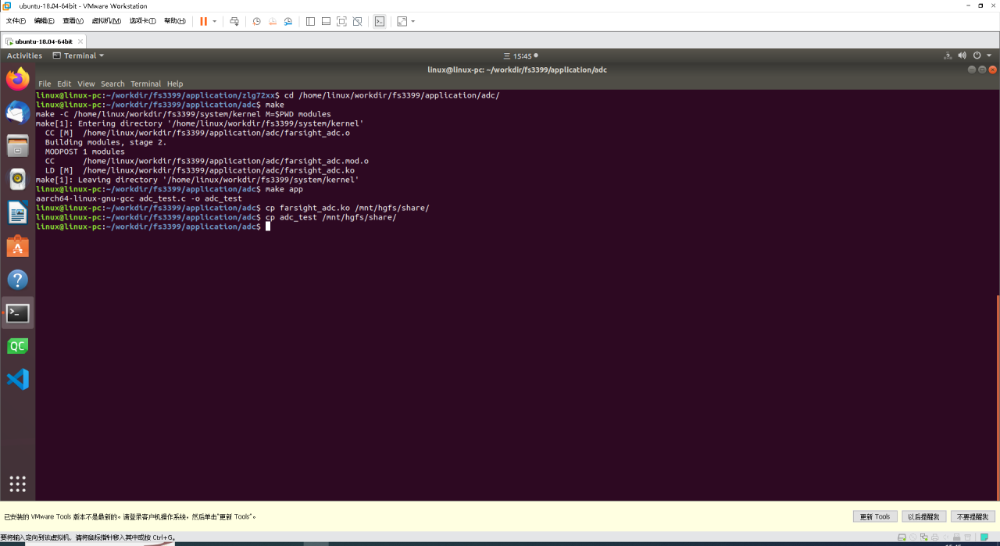 ubuntu-18.04-64bit - VMware Workstation
文件(F) 编辑(E) 查看(V) 虚拟机(M) 选项卡(T) 帮助(H)
ubuntu-18.04-64bit
Activities Terminal 三 15:45
linux@linux-pc: ~/workdir/fs3399/application/adc
File Edit View Search Terminal Help
linux@linux-pc:~/workdir/fs3399/application/zlg72xx$ cd /home/linux/workdir/fs3399/application/adc/
linux@linux-pc:~/workdir/fs3399/application/adc$ make
make -C /home/linux/workdir/fs3399/system/kernel M=$PWD modules
make[1]: Entering directory '/home/linux/workdir/fs3399/system/kernel'
CC [M]  /home/linux/workdir/fs3399/application/adc/farsight_adc.o
Building modules, stage 2.
MODPOST 1 modules
CC      /home/linux/workdir/fs3399/application/adc/farsight_adc.mod.o
LD [M]  /home/linux/workdir/fs3399/application/adc/farsight_adc.ko
make[1]: Leaving directory '/home/linux/workdir/fs3399/system/kernel'
linux@linux-pc:~/workdir/fs3399/application/adc$ make app
aarch64-linux-gnu-gcc adc_test.c -o adc_test
linux@linux-pc:~/workdir/fs3399/application/adc$ cp farsight_adc.ko /mnt/hgfs/share/
linux@linux-pc:~/workdir/fs3399/application/adc$ cp adc_test /mnt/hgfs/share/
linux@linux-pc:~/workdir/fs3399/application/adc$
QC
已安装的 VMware Tools 版本不是最新的。请登录客户机操作系统，然后单击“更新 Tools”。 更新 Tools 以后提醒我 不要提醒我
要将输入定向到该虚拟机，请将鼠标指针移入其中或按 Ctrl+G。